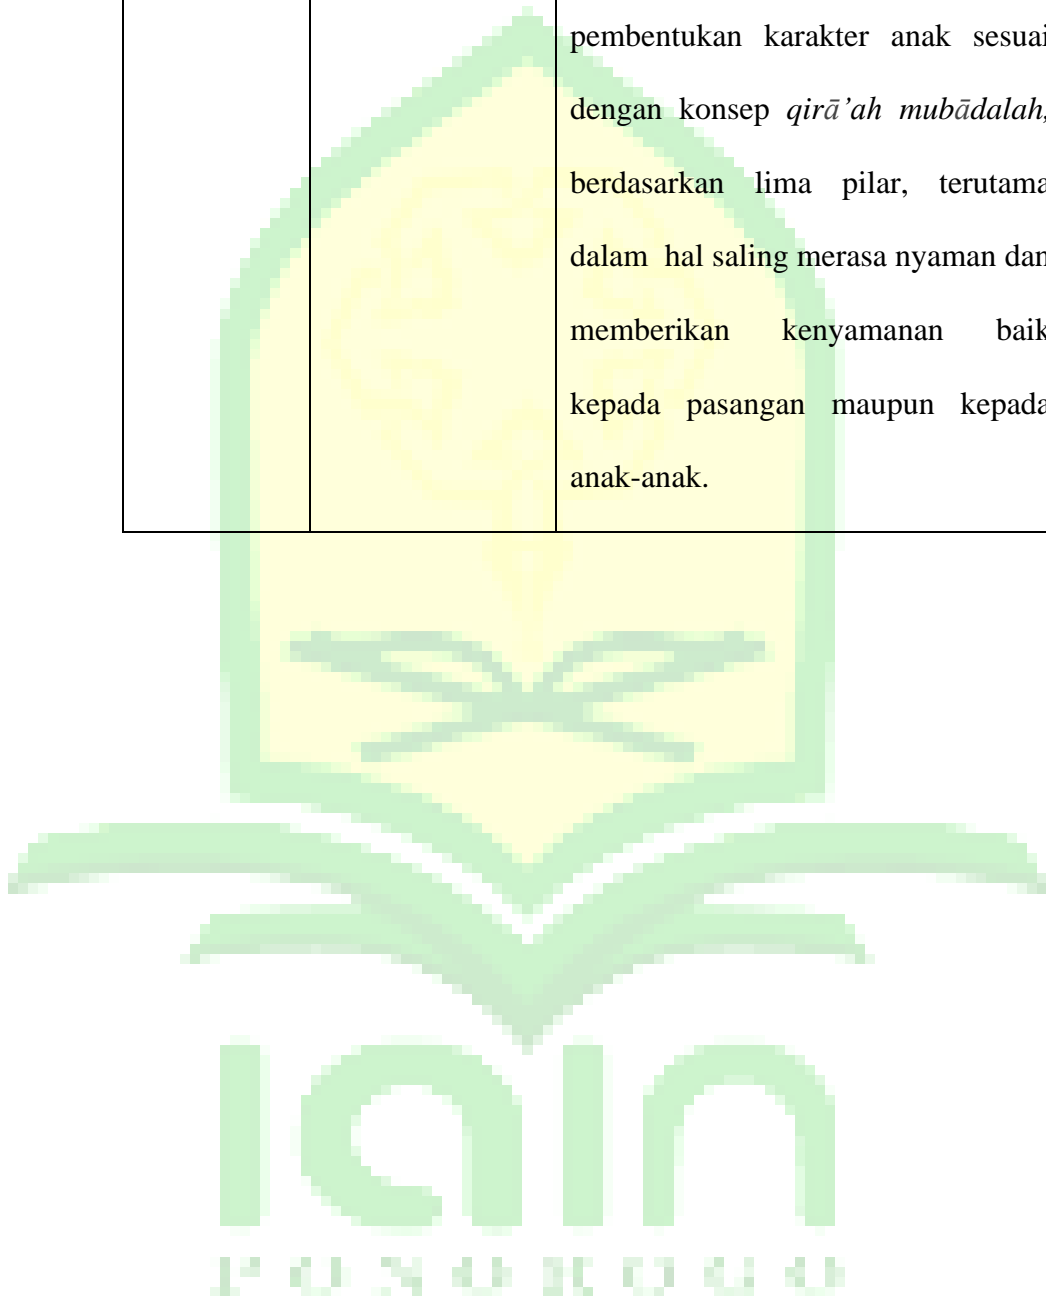 pembentukan karakter anak sesuai
dengan konsep qirā’ah mubādalah,
berdasarkan lima pilar, terutama
dalam hal saling merasa nyaman dan
memberikan kenyamanan baik
kepada pasangan maupun kepada
anak-anak.
iain
PONOROGO